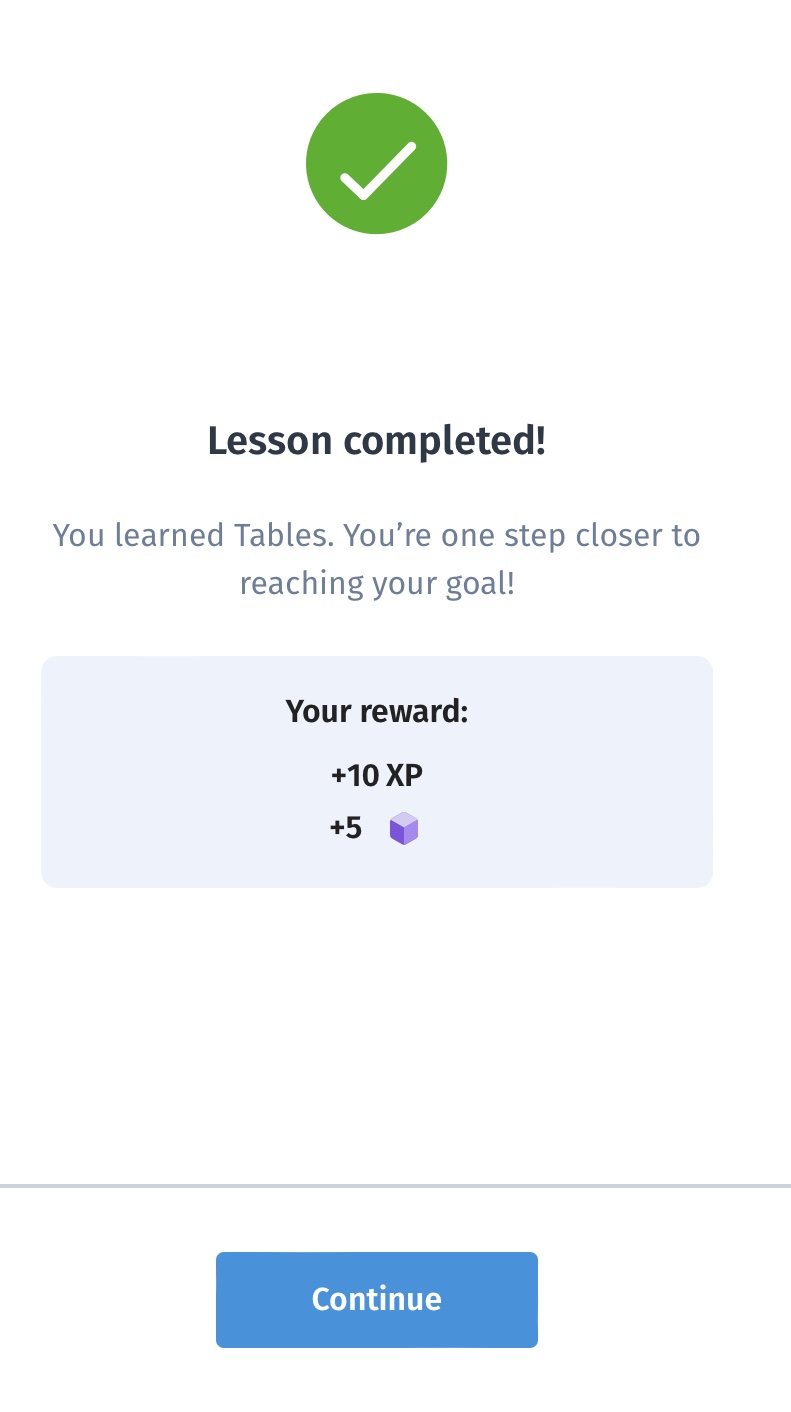 Lesson completed!
You learned Tables. You’re one step closer to
reaching your goal!
Your reward:
+10 XP
+5
Continue